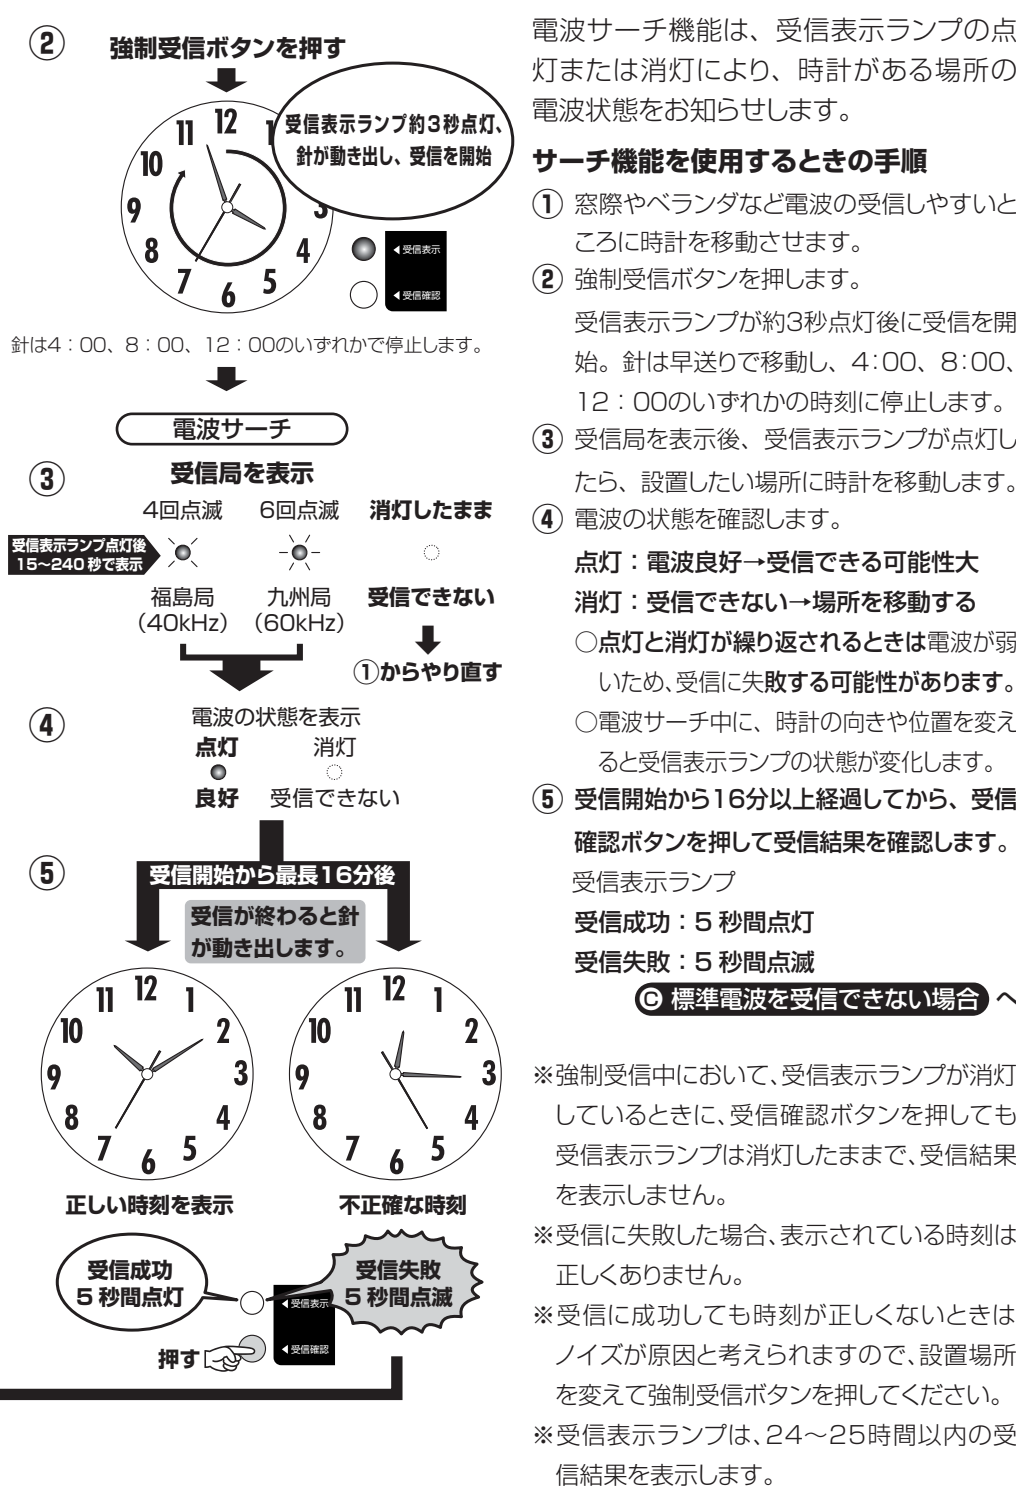 ② 強制受信ボタンを押す
受信表示ランプ約3秒点灯、
針が動き出し、受信を開始
12
11
1
10
9
3
8
4
7
6
5
◀受信表示
◀受信確認
針は4：00、8：00、12：00のいずれかで停止します。
電波サーチ
③ 受信局を表示
4回点滅 6回点滅 消灯したまま
受信表示ランプ点灯後
15〜240秒で表示
福島局 九州局 受信できない
（40kHz）（60kHz）
①からやり直す
④ 電波の状態を表示
点灯 消灯
良好 受信できない
⑤ 受信開始から最長16分後
受信が終わると針
が動き出します。
12
11
1
10
2
9
3
8
4
7
6
5
12
11
1
10
2
9
3
8
4
7
6
5
正しい時刻を表示 不正確な時刻
受信成功
5 秒間点灯
受信失敗
5 秒間点滅
◀受信表示
押す
◀受信確認
電波サーチ機能は、受信表示ランプの点
灯または消灯により、時計がある場所の
電波状態をお知らせします。
サーチ機能を使用するときの手順
① 窓際やベランダなど電波の受信しやすいと
ころに時計を移動させます。
② 強制受信ボタンを押します。
受信表示ランプが約3秒点灯後に受信を開
始。針は早送りで移動し、4：00、8：00、
12：00のいずれかの時刻に停止します。
③ 受信局を表示後、受信表示ランプが点灯し
たら、設置したい場所に時計を移動します。
④ 電波の状態を確認します。
点灯：電波良好→受信できる可能性大
消灯：受信できない→場所を移動する
○点灯と消灯が繰り返されるときは電波が弱
いため、受信に失敗する可能性があります。
○電波サーチ中に、時計の向きや位置を変え
ると受信表示ランプの状態が変化します。
⑤ 受信開始から16分以上経過してから、受信
確認ボタンを押して受信結果を確認します。
受信表示ランプ
受信成功：5 秒間点灯
受信失敗：5 秒間点滅
C 標準電波を受信できない場合 へ
※強制受信中において、受信表示ランプが消灯
しているときに、受信確認ボタンを押しても
受信表示ランプは消灯したままで、受信結果
を表示しません。
※受信に失敗した場合、表示されている時刻は
正しくありません。
※受信に成功しても時刻が正しくないときは
ノイズが原因と考えられますので、設置場所
を変えて強制受信ボタンを押してください。
※受信表示ランプは、24〜25時間以内の受
信結果を表示します。